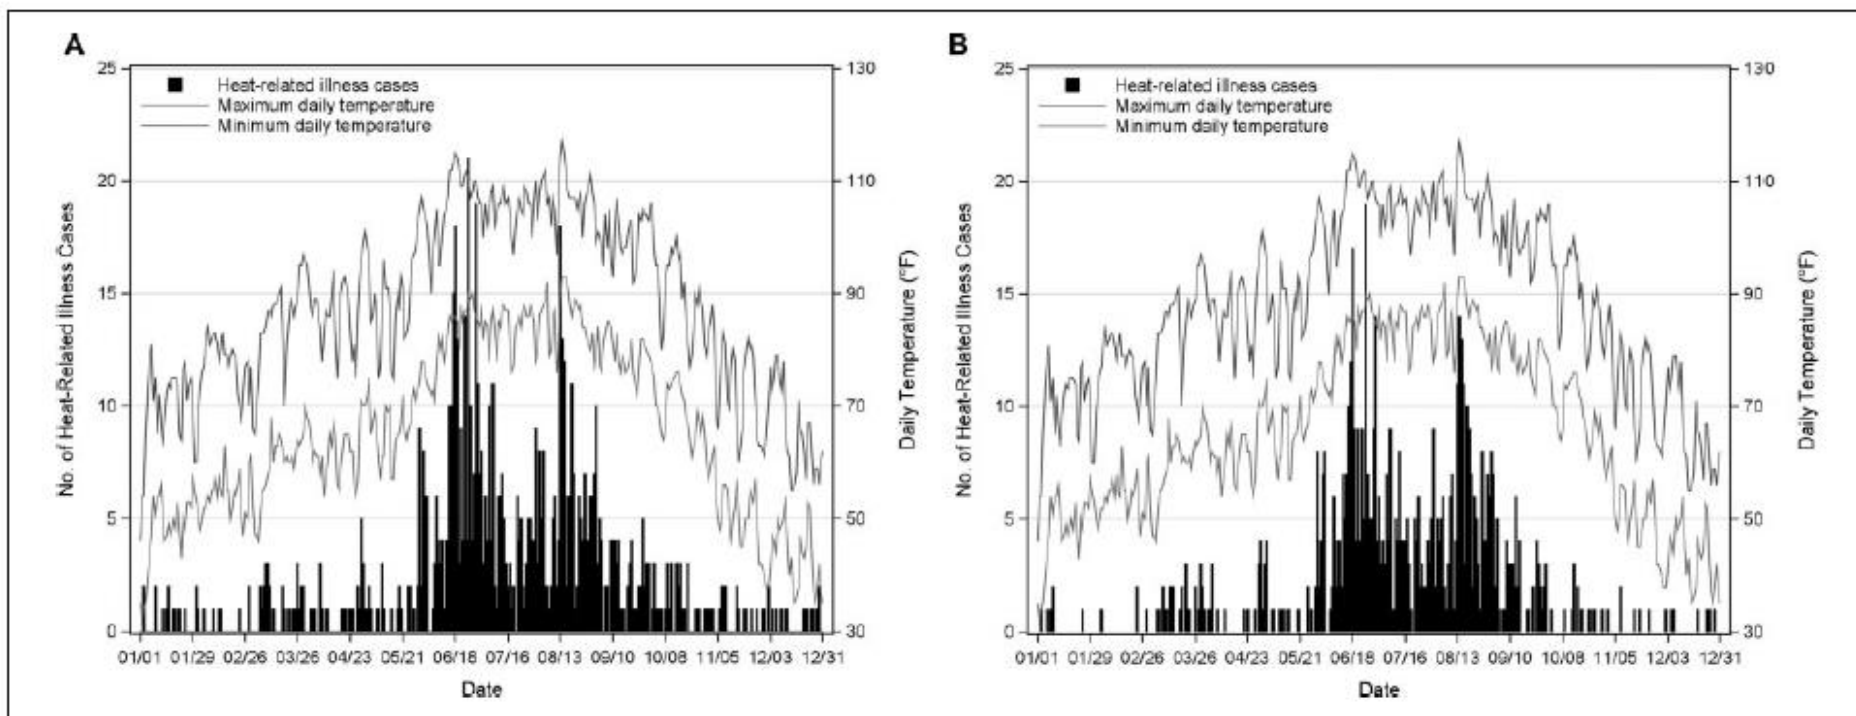 A
25
20
15
10
5
0
130
110
90
70
50
30
Heat-related illness cases
Maximum daily temperature
Minimum daily temperature
No. of Heat-Related Illness Cases
Daily Temperature (°F)
01/01 01/29 02/26 03/26 04/23 05/21 06/18 07/16 08/13 09/10 10/08 11/05 12/03 12/31
Date
B
25
20
15
10
5
0
130
110
90
70
50
30
Heat-related illness cases
Maximum daily temperature
Minimum daily temperature
No. of Heat-Related Illness Cases
Daily Temperature (°F)
01/01 01/29 02/26 03/26 04/23 05/21 06/18 07/16 08/13 09/10 10/08 11/05 12/03 12/31
Date